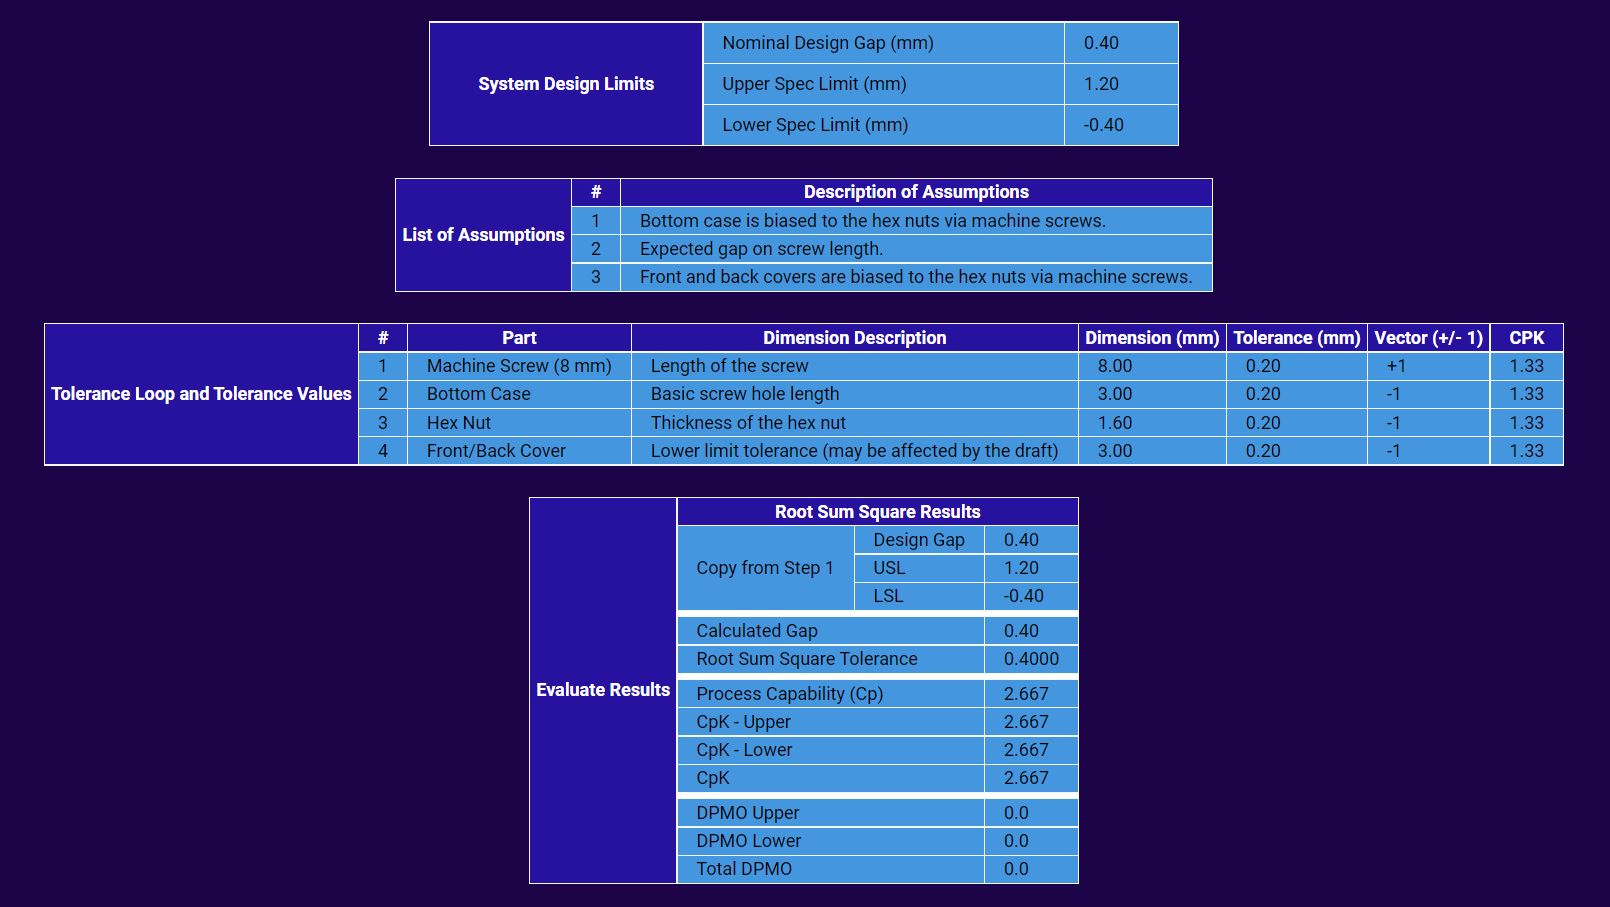 System Design Limits
Nominal Design Gap (mm) 0.40
Upper Spec Limit (mm) 1.20
Lower Spec Limit (mm) -0.40
List of Assumptions
# Description of Assumptions
1 Bottom case is biased to the hex nuts via machine screws.
2 Expected gap on screw length.
3 Front and back covers are biased to the hex nuts via machine screws.
Tolerance Loop and Tolerance Values
# Part Dimension Description Dimension (mm) Tolerance (mm) Vector (+/- 1) CPK
1 Machine Screw (8 mm) Length of the screw 8.00 0.20 +1 1.33
2 Bottom Case Basic screw hole length 3.00 0.20 -1 1.33
3 Hex Nut Thickness of the hex nut 1.60 0.20 -1 1.33
4 Front/Back Cover Lower limit tolerance (may be affected by the draft) 3.00 0.20 -1 1.33
Evaluate Results
Root Sum Square Results
Copy from Step 1
Design Gap 0.40
USL 1.20
LSL -0.40
Calculated Gap 0.40
Root Sum Square Tolerance 0.4000
Process Capability (Cp) 2.667
CpK - Upper 2.667
CpK - Lower 2.667
CpK 2.667
DPMO Upper 0.0
DPMO Lower 0.0
Total DPMO 0.0